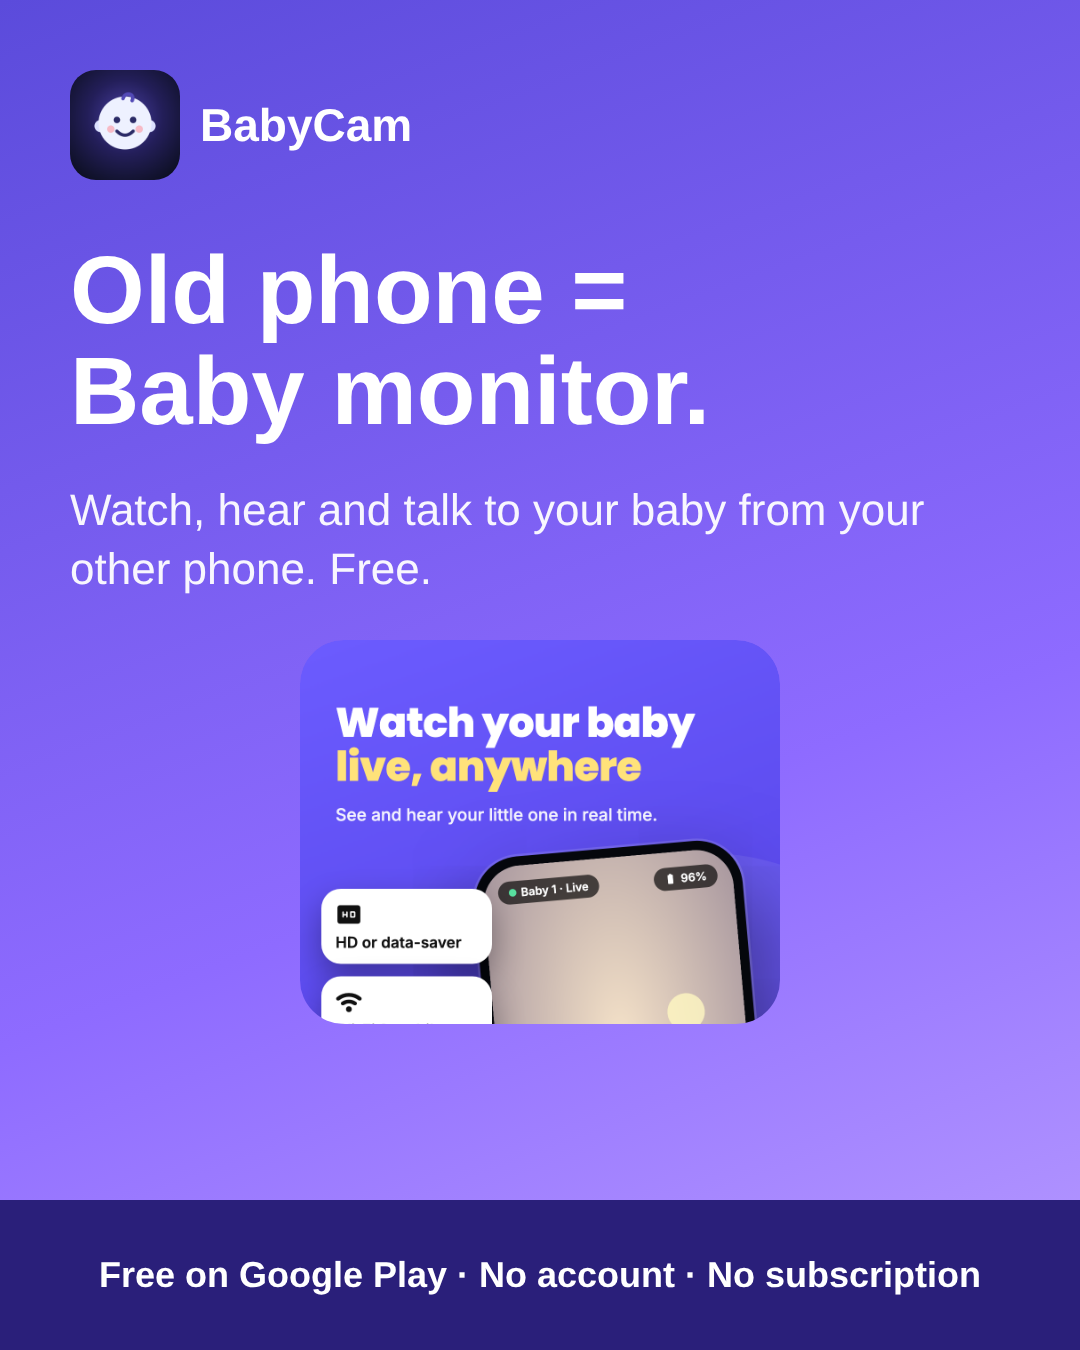 BabyCam
Old phone =
Baby monitor.
Watch, hear and talk to your baby from your
other phone. Free.
Watch your baby
live, anywhere
See and hear your little one in real time.
Baby 1 · Live
96%
HD
HD or data-saver
Free on Google Play · No account · No subscription